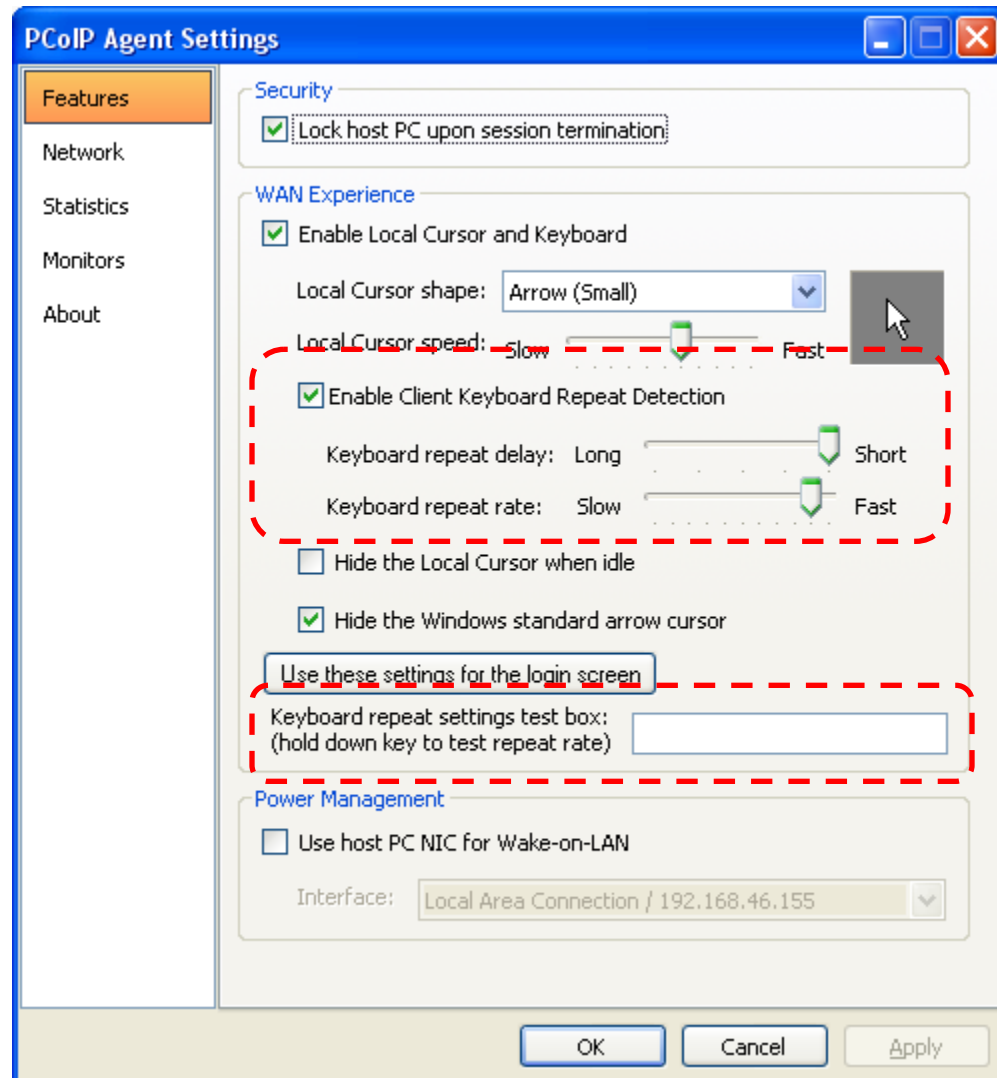 PCoIP Agent Settings
Features
Network
Statistics
Monitors
About
Security
Lock host PC upon session termination
WAN Experience
Enable Local Cursor and Keyboard
Local Cursor shape: Arrow (Small)
Local Cursor speed: Slow Fast
Enable Client Keyboard Repeat Detection
Keyboard repeat delay: Long Short
Keyboard repeat rate: Slow Fast
Hide the Local Cursor when idle
Hide the Windows standard arrow cursor
Use these settings for the login screen
Keyboard repeat settings test box:
(hold down key to test repeat rate)
Power Management
Use host PC NIC for Wake-on-LAN
Interface: Local Area Connection / 192.168.46.155
OK Cancel Apply